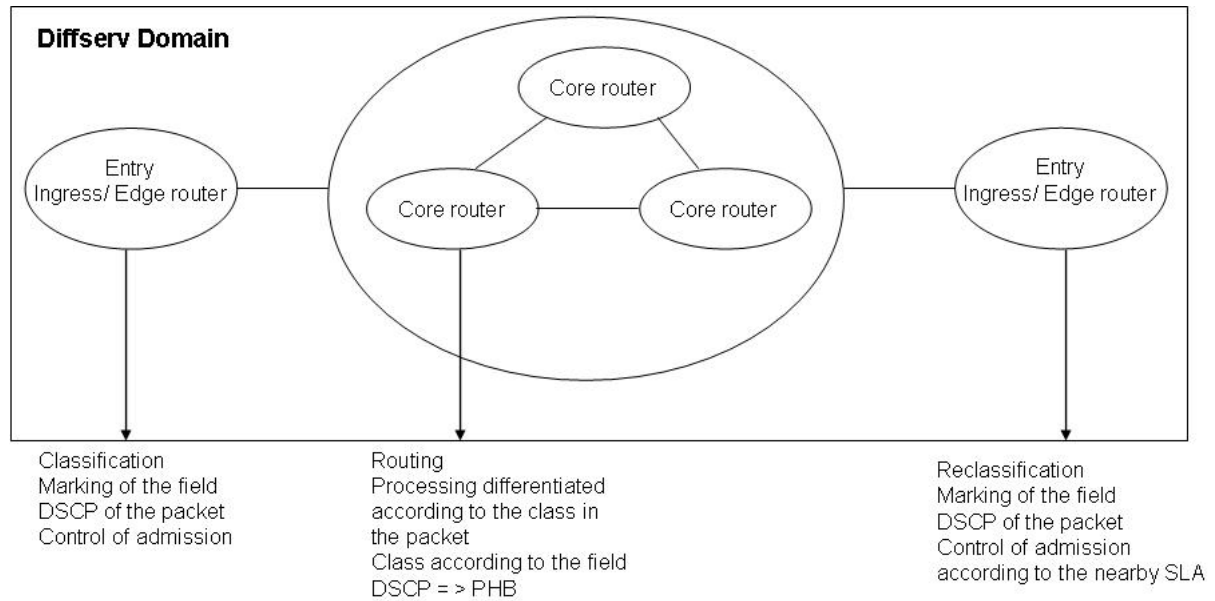 Diffserv Domain
Core router
Entry
Ingress/ Edge router
Core router
Core router
Entry
Ingress/ Edge router
Classification
Marking of the field
DSCP of the packet
Control of admission
Routing
Processing differentiated
according to the class in
the packet
Class according to the field
DSCP = > PHB
Reclassification
Marking of the field
DSCP of the packet
Control of admission
according to the nearby SLA